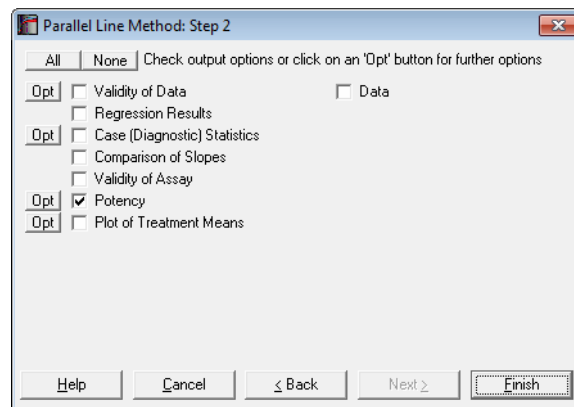 Parallel Line Method: Step 2
All None Check output options or click on an 'Opt' button for further options
Opt Validity of Data Data
Regression Results
Opt Case (Diagnostic) Statistics
Comparison of Slopes
Validity of Assay
Opt Potency
Opt Plot of Treatment Means
Help Cancel < Back Next > Finish